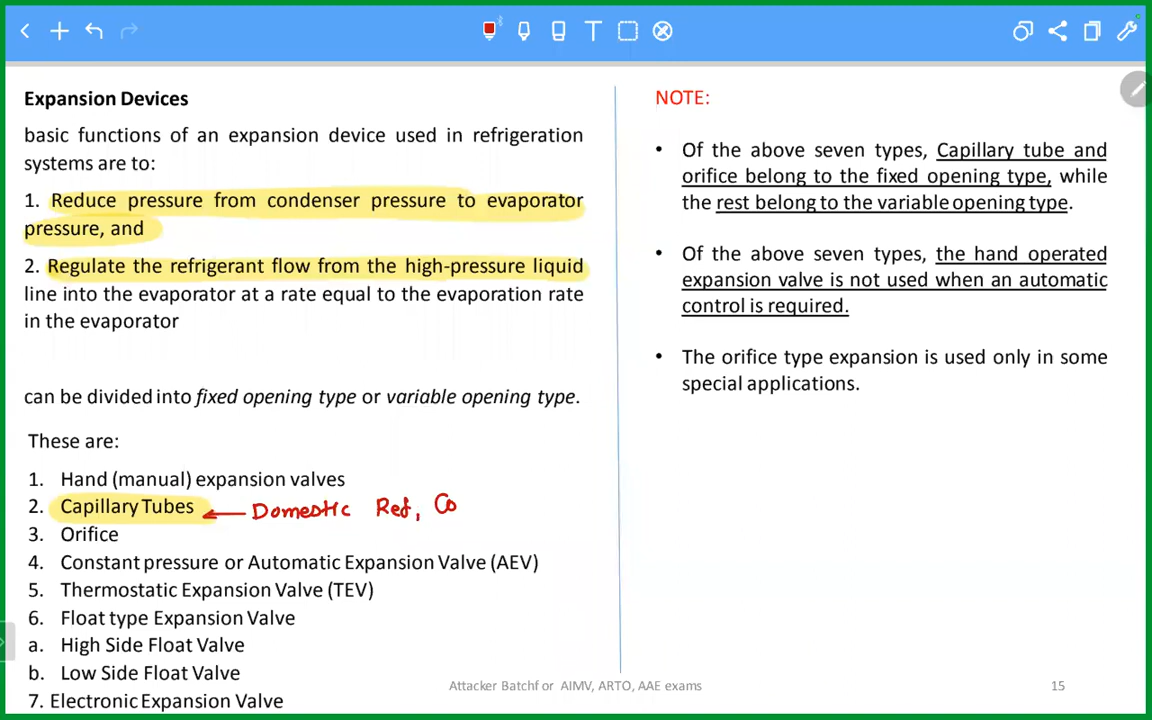 Expansion Devices
basic functions of an expansion device used in refrigeration
systems are to:
1. Reduce pressure from condenser pressure to evaporator
pressure, and
2. Regulate the refrigerant flow from the high-pressure liquid
line into the evaporator at a rate equal to the evaporation rate
in the evaporator
can be divided into fixed opening type or variable opening type.
These are:
1. Hand (manual) expansion valves
2. Capillary Tubes ← Domestic Ref, Co
3. Orifice
4. Constant pressure or Automatic Expansion Valve (AEV)
5. Thermostatic Expansion Valve (TEV)
6. Float type Expansion Valve
a. High Side Float Valve
b. Low Side Float Valve
7. Electronic Expansion Valve
NOTE:
• Of the above seven types, Capillary tube and
orifice belong to the fixed opening type, while
the rest belong to the variable opening type.
• Of the above seven types, the hand operated
expansion valve is not used when an automatic
control is required.
• The orifice type expansion is used only in some
special applications.
Attacker Batchf or AIMV, ARTO, AAE exams
15